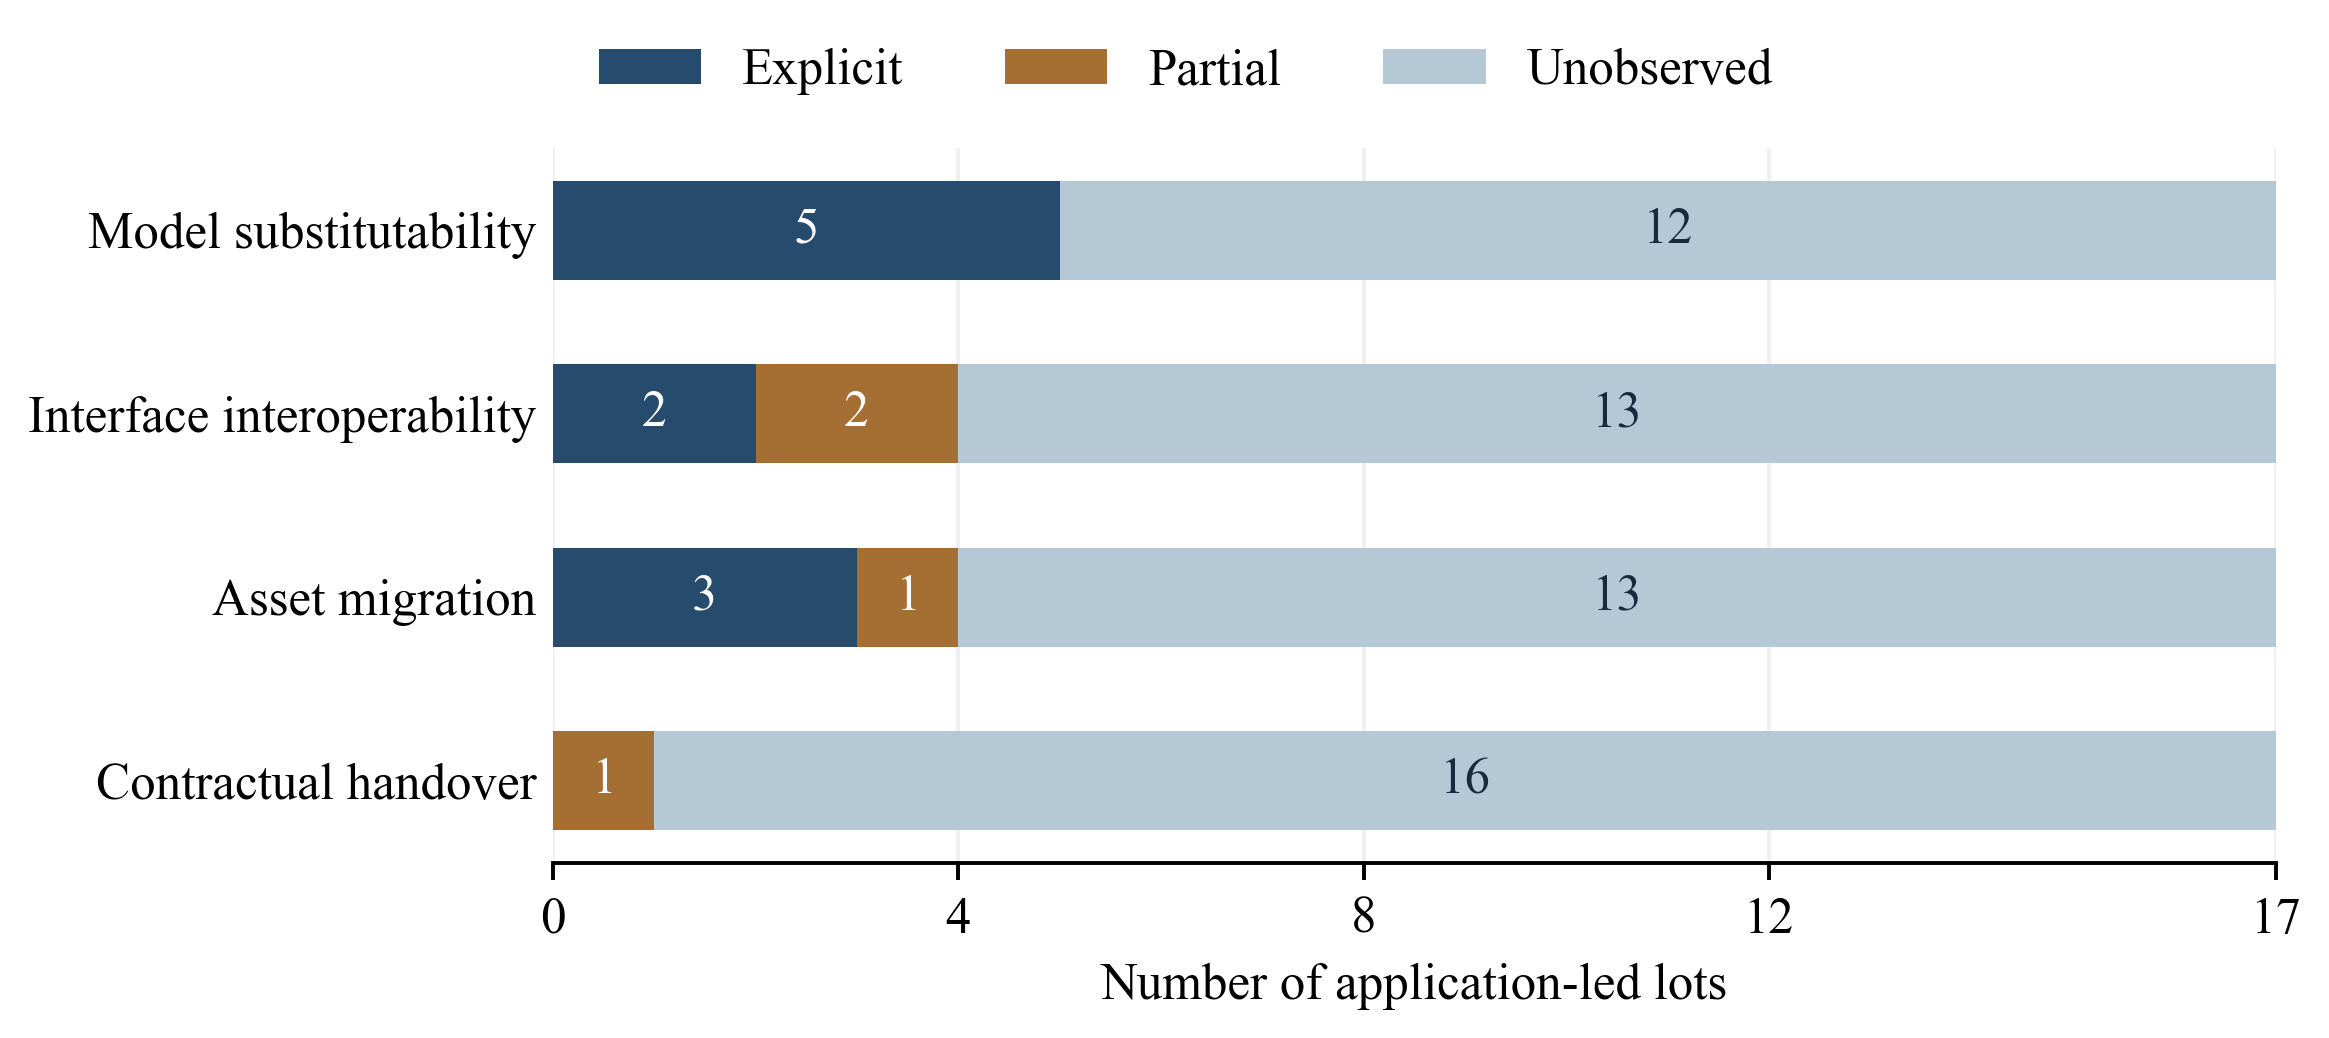 Explicit Partial Unobserved
Model substitutability 5 12
Interface interoperability 2 2 13
Asset migration 3 1 13
Contractual handover 1 16
0 4 8 12 17
Number of application-led lots